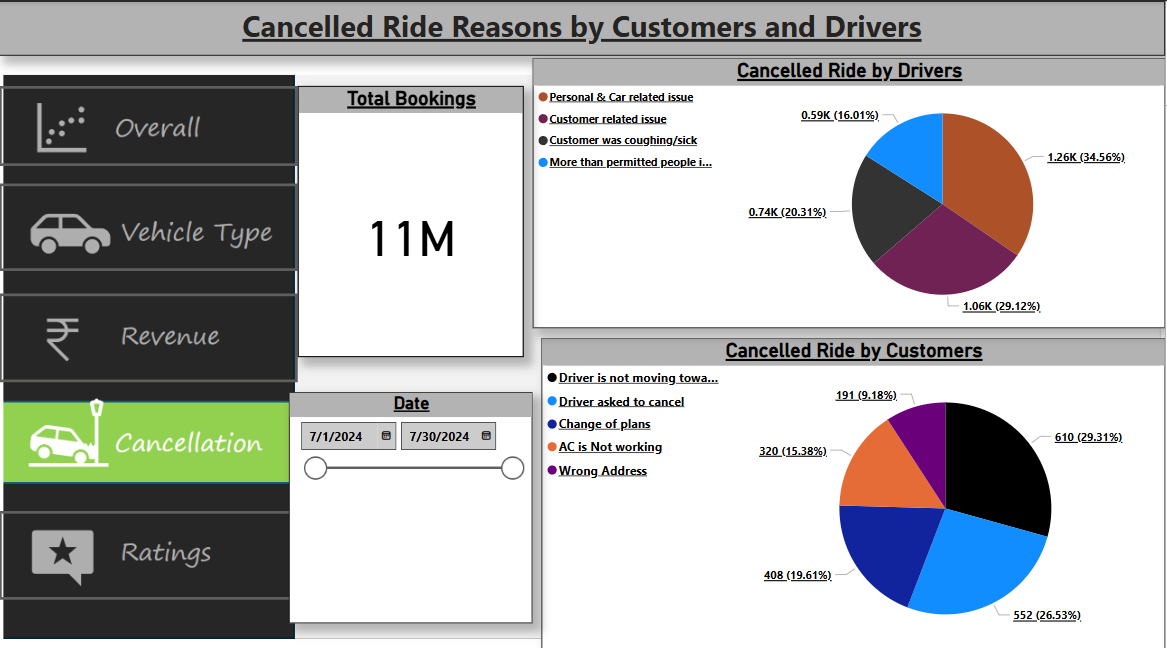 Cancelled Ride Reasons by Customers and Drivers
Overall
Vehicle Type
Revenue
Cancellation
Ratings
Total Bookings
11M
Date
7/1/2024
7/30/2024
Cancelled Ride by Drivers
Personal & Car related issue
Customer related issue
Customer was coughing/sick
More than permitted people i...
0.59K (16.01%)
1.26K (34.56%)
0.74K (20.31%)
1.06K (29.12%)
Cancelled Ride by Customers
Driver is not moving towa...
Driver asked to cancel
Change of plans
AC is Not working
Wrong Address
191 (9.18%)
610 (29.31%)
320 (15.38%)
408 (19.61%)
552 (26.53%)